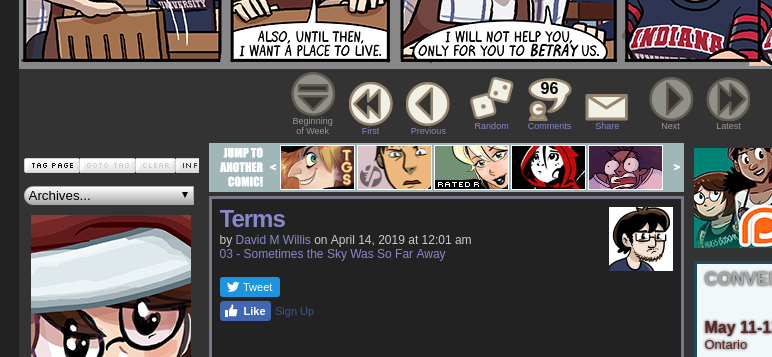 UNIVERSITY
ALSO, UNTIL THEN,
I WANT A PLACE TO LIVE.
I WILL NOT HELP YOU,
ONLY FOR YOU TO BETRAY US.
INDIANA
Beginning
of Week
First
Previous
Random
96
Comments
Share
Next
Latest
TAG PAGE
GOTO TAG
CLEAR
INF
JUMP TO
ANOTHER
COMIC!
<
TGS
RATED R
>
Archives...
Terms
by David M Willis on April 14, 2019 at 12:01 am
03 - Sometimes the Sky Was So Far Away
Tweet
Like
Sign Up
CONVEN
May 11-1
Ontario